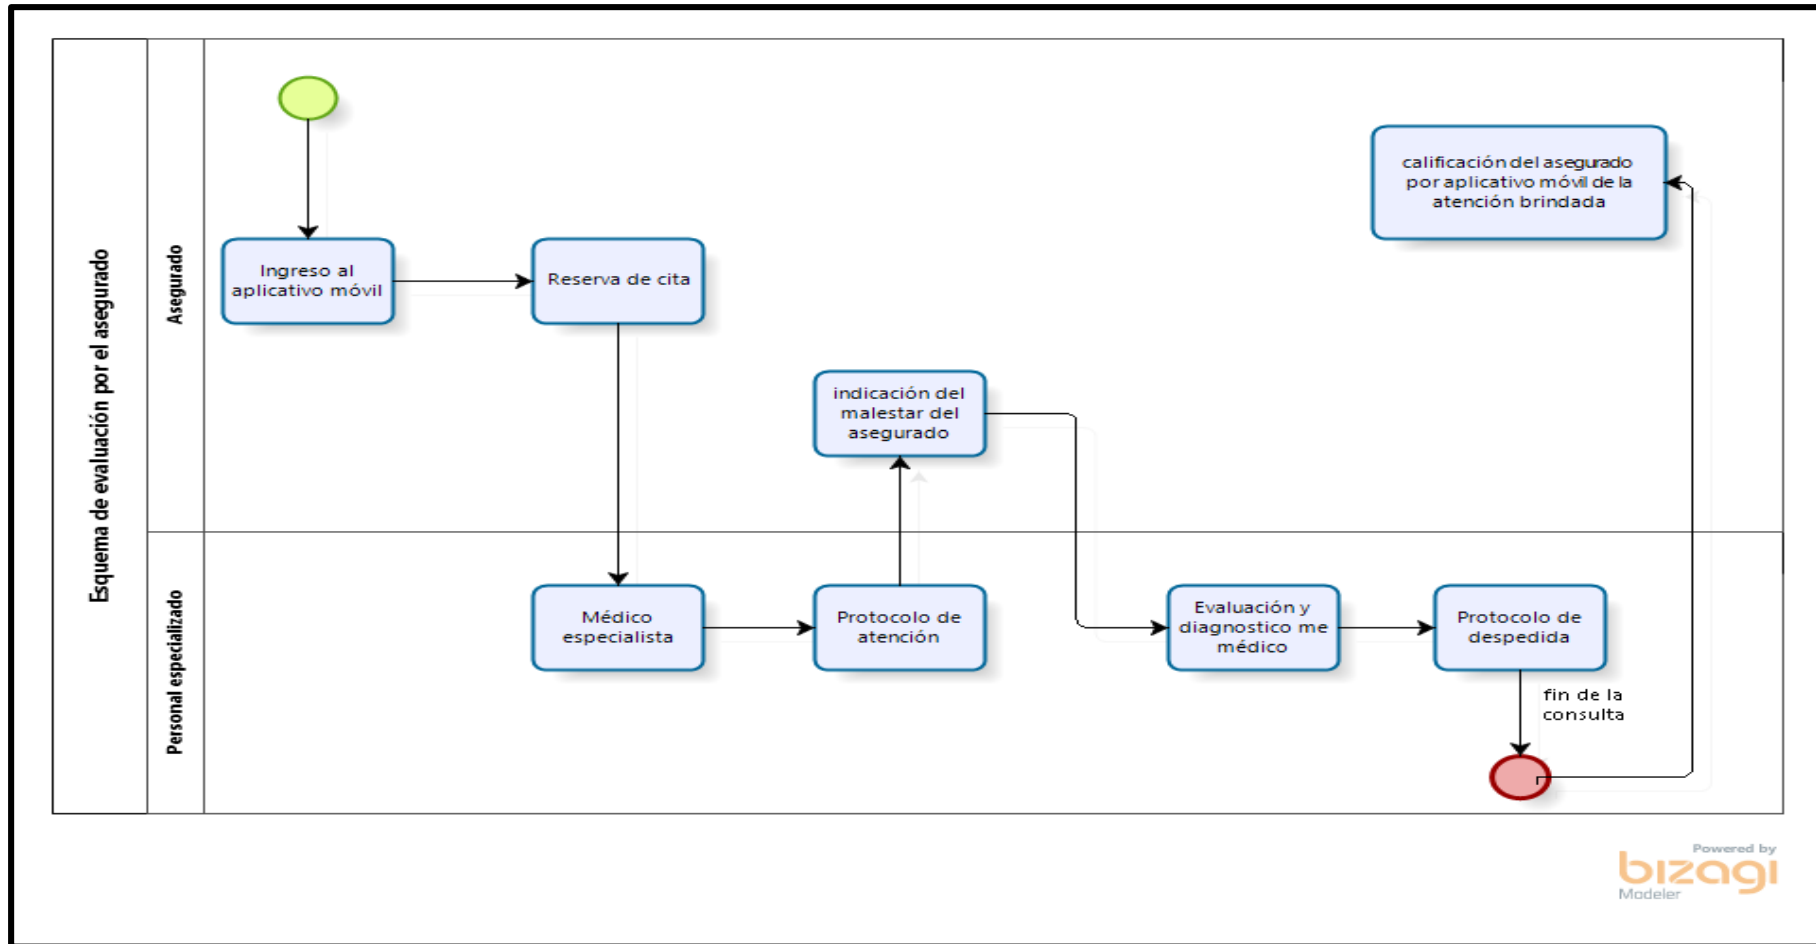 Esquema de evaluación por el asegurado
Asegurado
Ingreso al
aplicativo móvil
Reserva de cita
calificación del asegurado
por aplicativo móvil de la
atención brindada
indicación del
malestar del
asegurado
Personal especializado
Médico
especialista
Protocolo de
atención
Evaluación y
diagnostico me
médico
Protocolo de
despedida
fin de la
consulta
Powered by
bizagi
Modeler